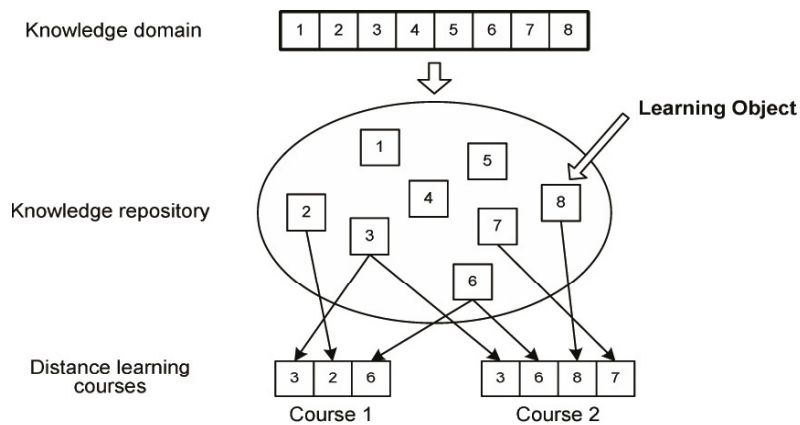 Knowledge domain
1 2 3 4 5 6 7 8
Learning Object
1
5
4
8
2
Knowledge repository
7
3
6
Distance learning
courses
3 2 6
3 6 8 7
Course 1
Course 2